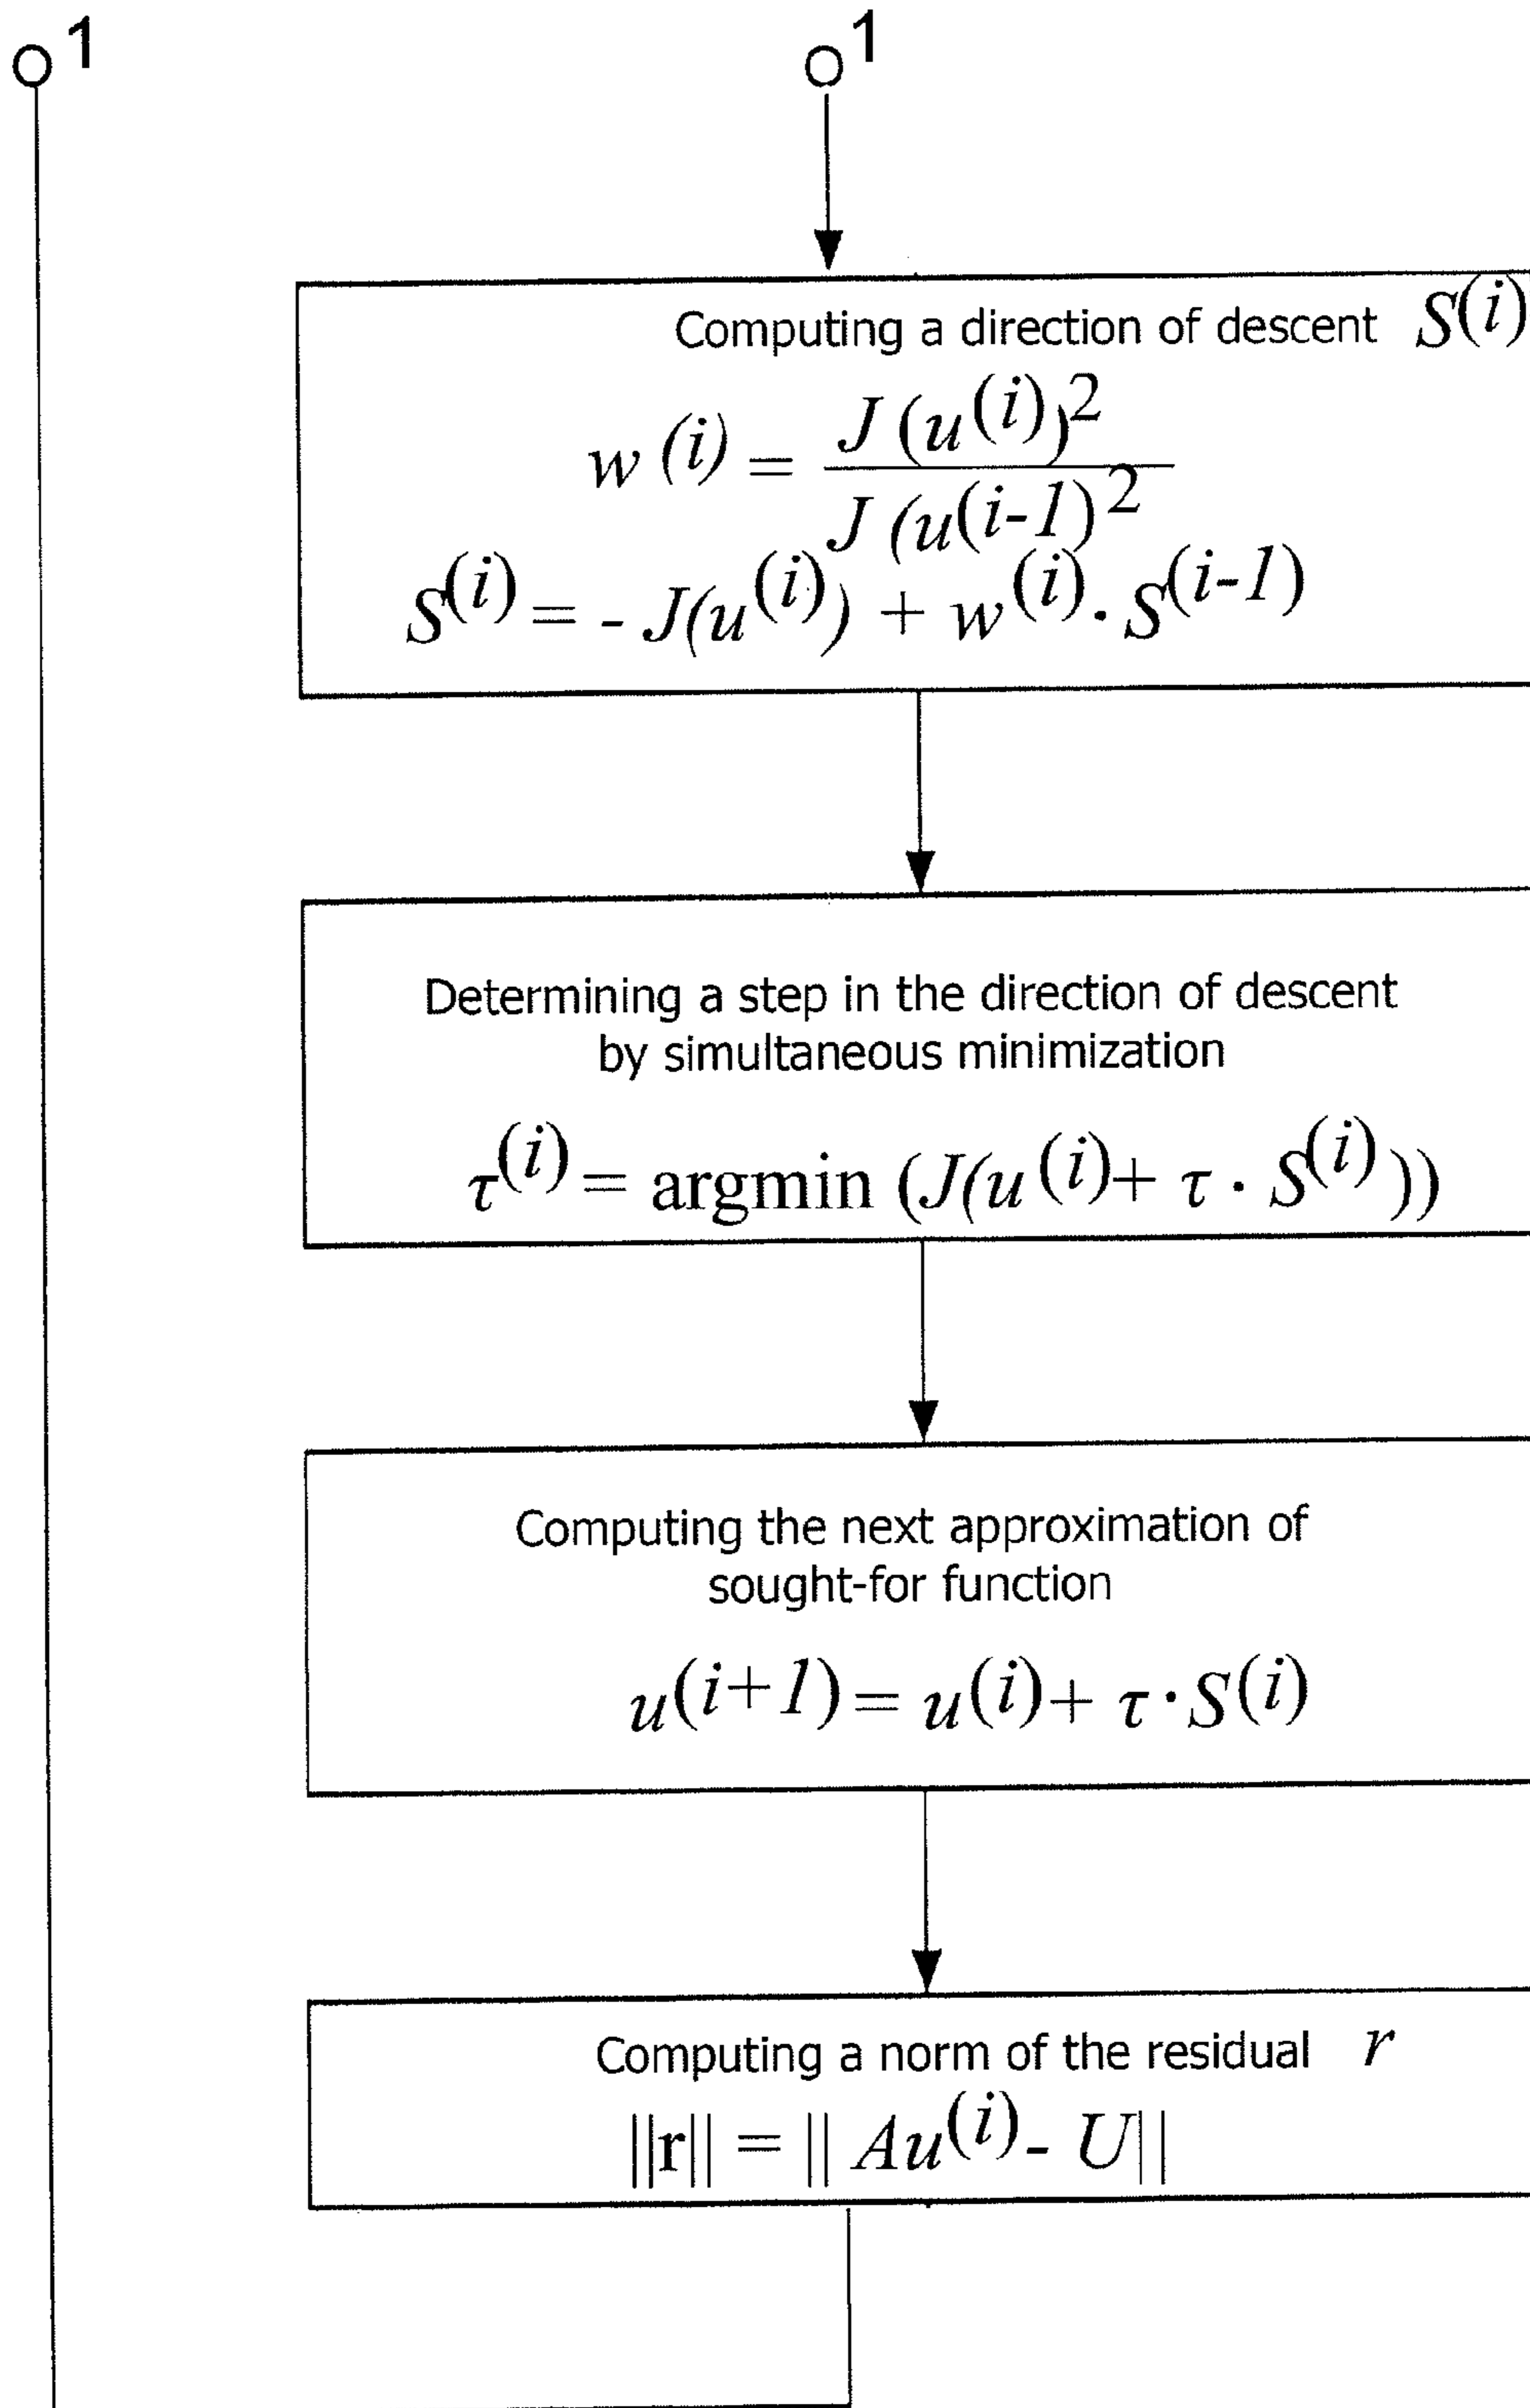 1
1
Computing a direction of descent S^(i)
w^(i) = J(u^(i))^2 / J(u^(i-1)^2
S^(i) = - J(u^(i)) + w^(i) · S^(i-1)
Determining a step in the direction of descent
by simultaneous minimization
τ^(i) = argmin (J(u^(i) + τ · S^(i)))
Computing the next approximation of
sought-for function
u^(i+1) = u^(i) + τ · S^(i)
Computing a norm of the residual r
||r|| = || Au^(i) - U||